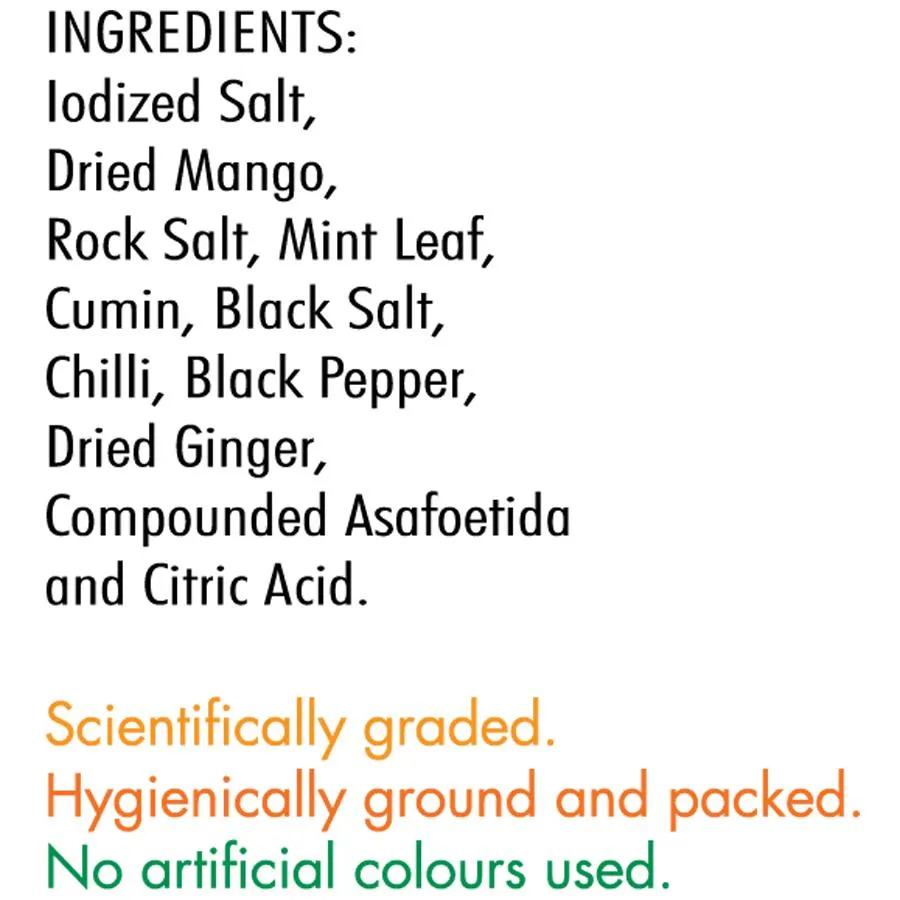 INGREDIENTS:
Iodized Salt,
Dried Mango,
Rock Salt, Mint Leaf,
Cumin, Black Salt,
Chilli, Black Pepper,
Dried Ginger,
Compounded Asafoetida
and Citric Acid.
Scientifically graded.
Hygienically ground and packed.
No artificial colours used.